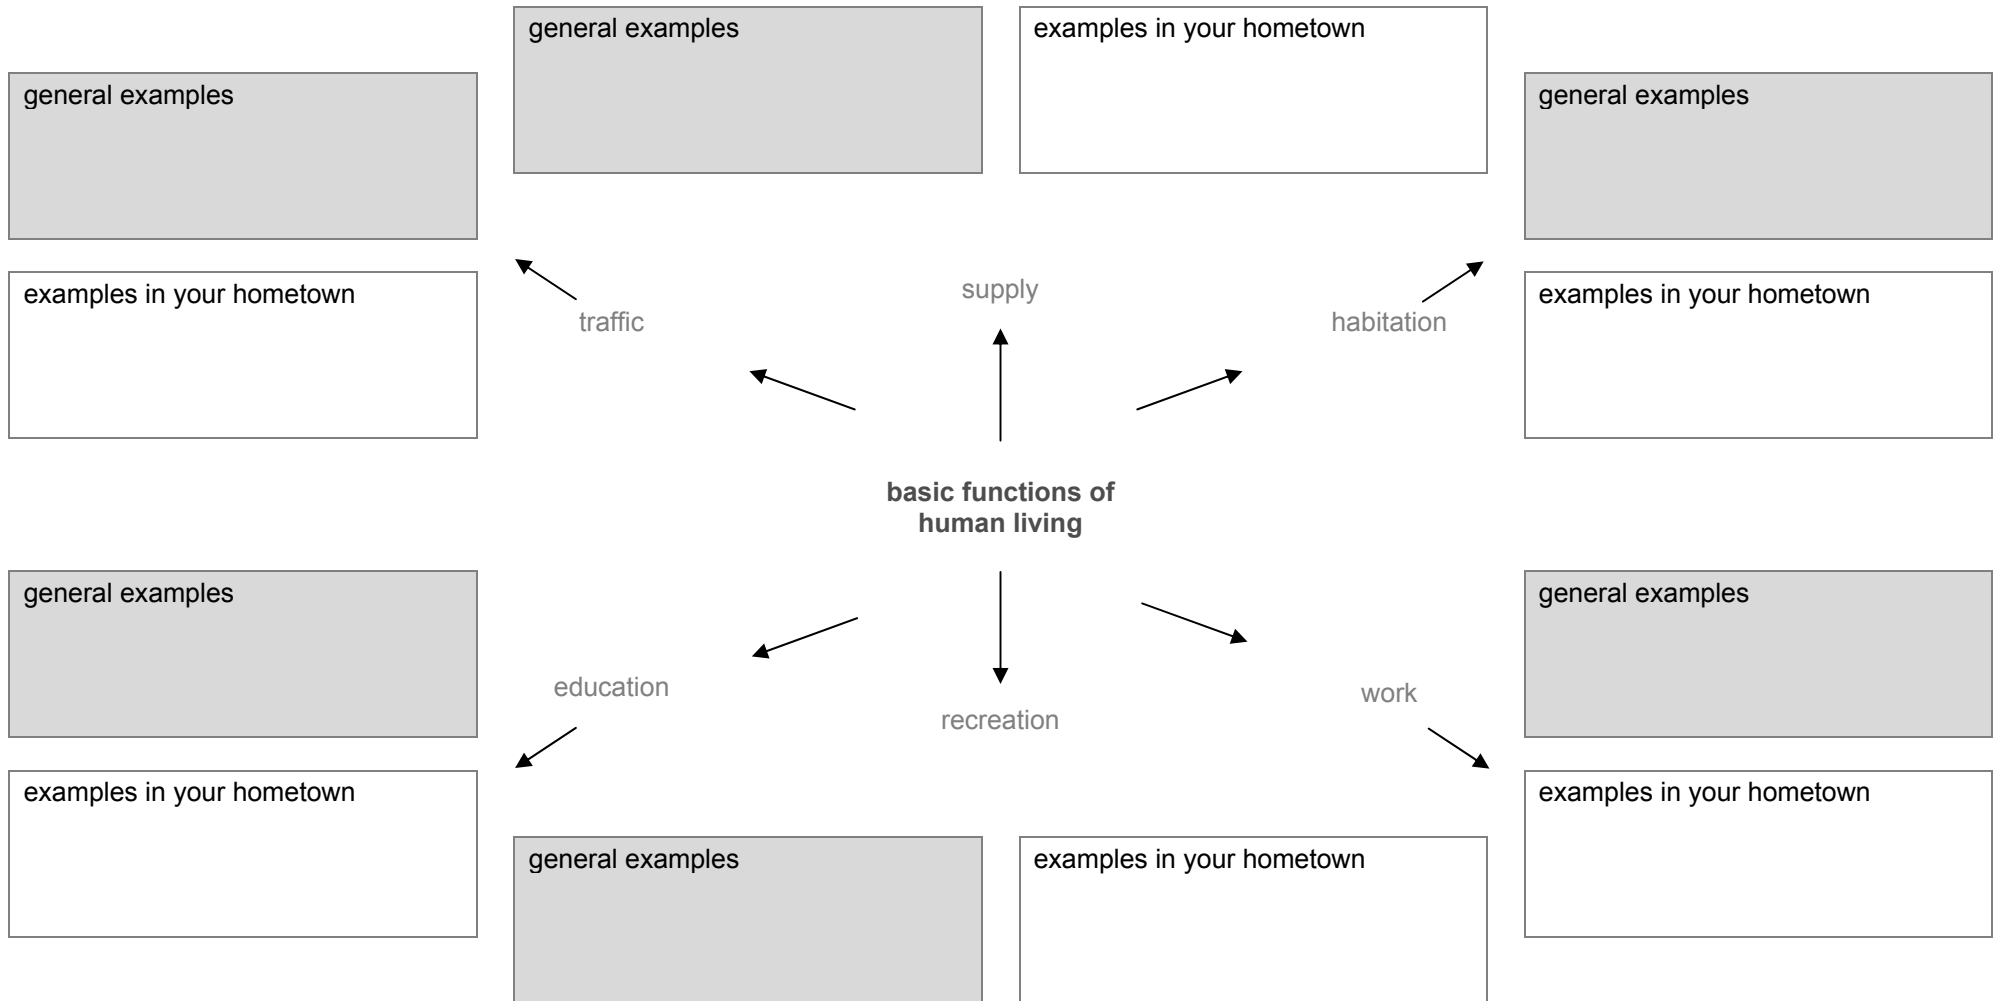 general examples
examples in your hometown
general examples
general examples
examples in your hometown
supply
examples in your hometown
traffic
habitation
basic functions of
human living
general examples
general examples
education
work
recreation
examples in your hometown
examples in your hometown
general examples
examples in your hometown